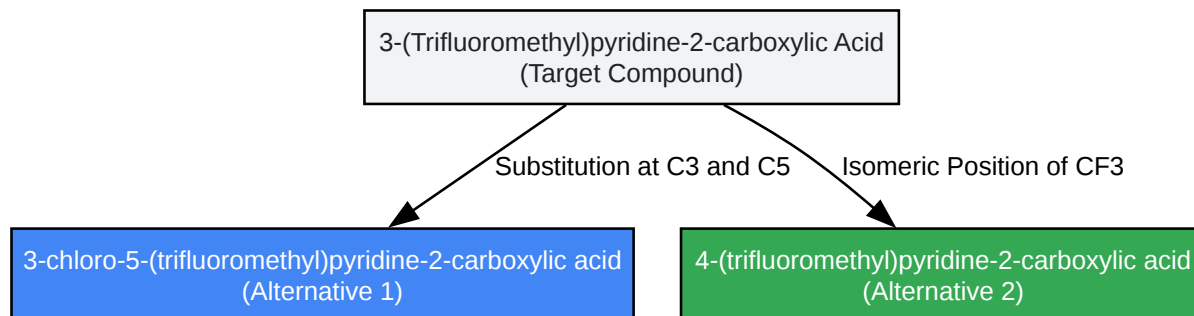 3-(Trifluoromethyl)pyridine-2-carboxylic Acid
(Target Compound)
Substitution at C3 and C5
Isomeric Position of CF3
3-chloro-5-(trifluoromethyl)pyridine-2-carboxylic acid
(Alternative 1)
4-(trifluoromethyl)pyridine-2-carboxylic acid
(Alternative 2)